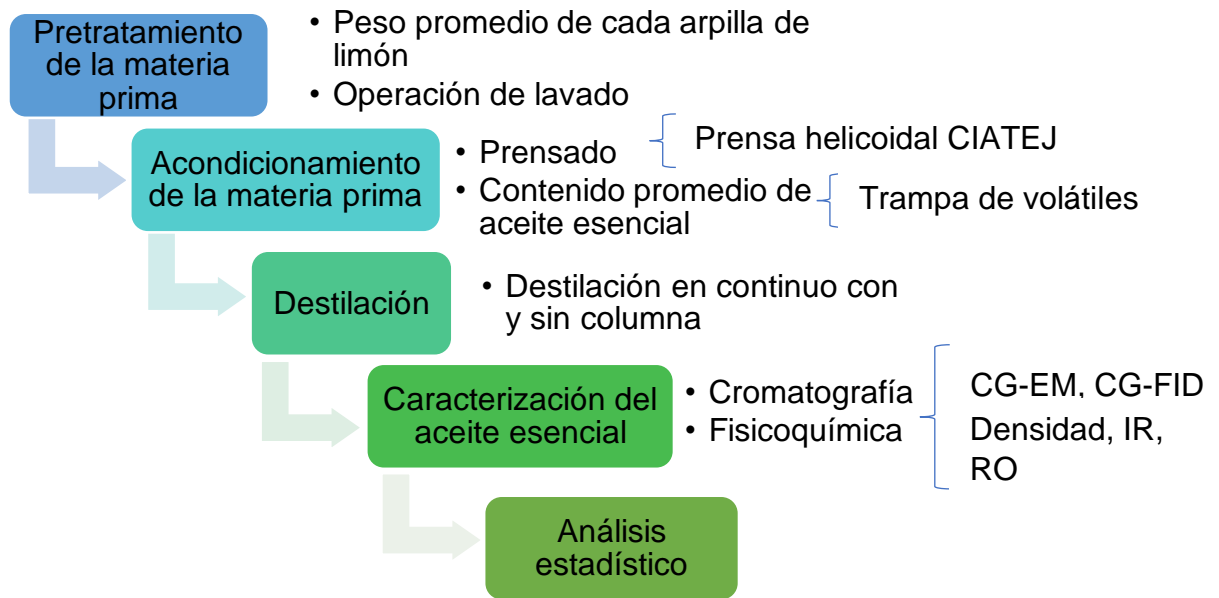 Pretratamiento
de la materia
prima
• Peso promedio de cada arpilla de
limón
• Operación de lavado
Acondicionamiento
de la materia prima
• Prensado
Prensa helicoidal CIATEJ
• Contenido promedio de
aceite esencial
Trampa de volátiles
Destilación
• Destilación en continuo con
y sin columna
Caracterización del
aceite esencial
• Cromatografía
• Fisicoquímica
CG-EM, CG-FID
Densidad, IR,
RO
Análisis
estadístico